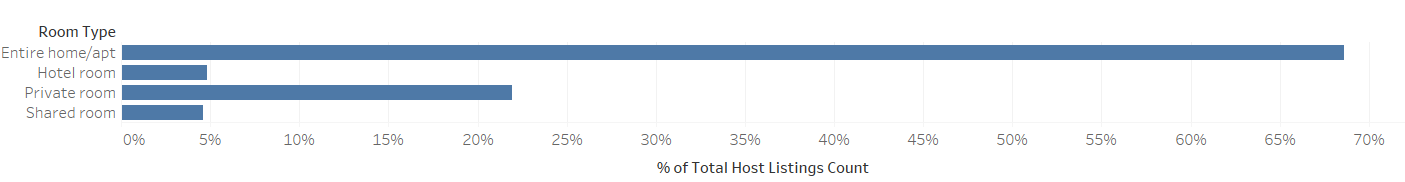 Room Type
Entire home/apt
Hotel room
Private room
Shared room
0% 5% 10% 15% 20% 25% 30% 35% 40% 45% 50% 55% 60% 65% 70%
% of Total Host Listings Count